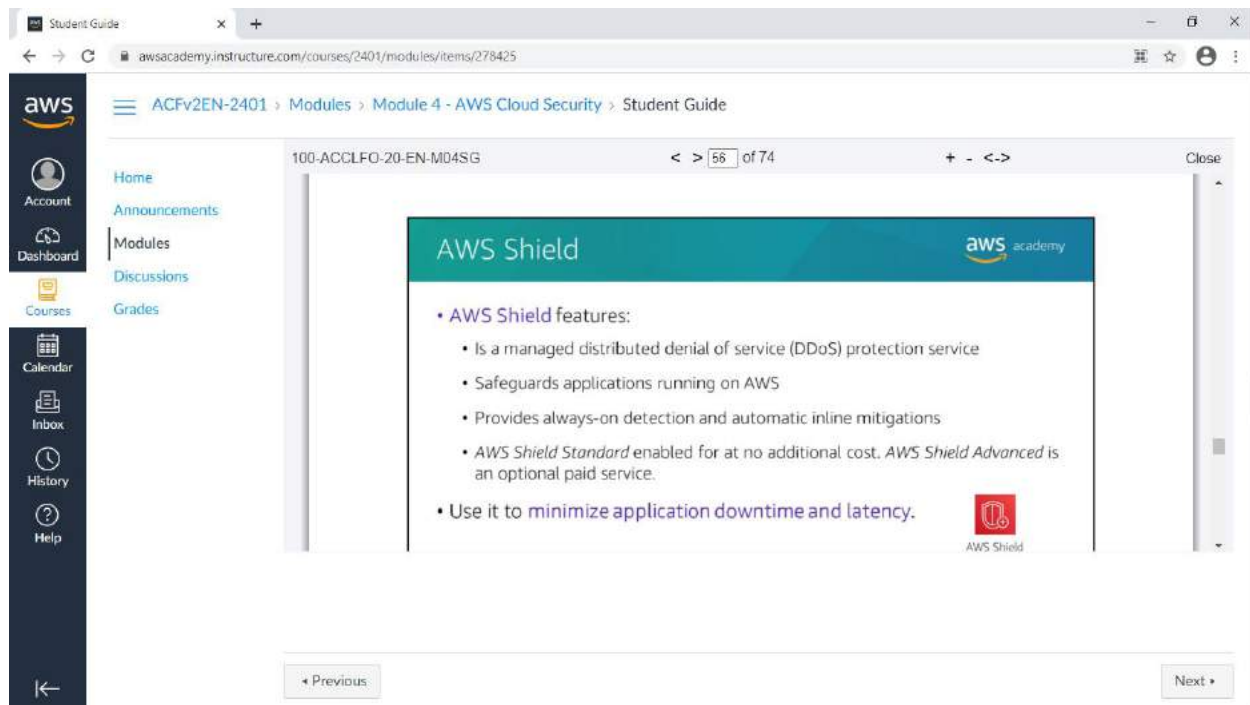 Student Guide
awsacademy.instructure.com/courses/2401/modules/items/278425
aws
ACFv2EN-2401 › Modules › Module 4 - AWS Cloud Security › Student Guide
Account
Dashboard
Courses
Calendar
Inbox
History
Help
Home
Announcements
Modules
Discussions
Grades
100-ACCLFO-20-EN-M04SG < > 56 of 74 + - <-> Close
AWS Shield
aws academy
• AWS Shield features:
• Is a managed distributed denial of service (DDoS) protection service
• Safeguards applications running on AWS
• Provides always-on detection and automatic inline mitigations
• AWS Shield Standard enabled for at no additional cost. AWS Shield Advanced is
an optional paid service.
• Use it to minimize application downtime and latency.
AWS Shield
◂ Previous
Next ▸